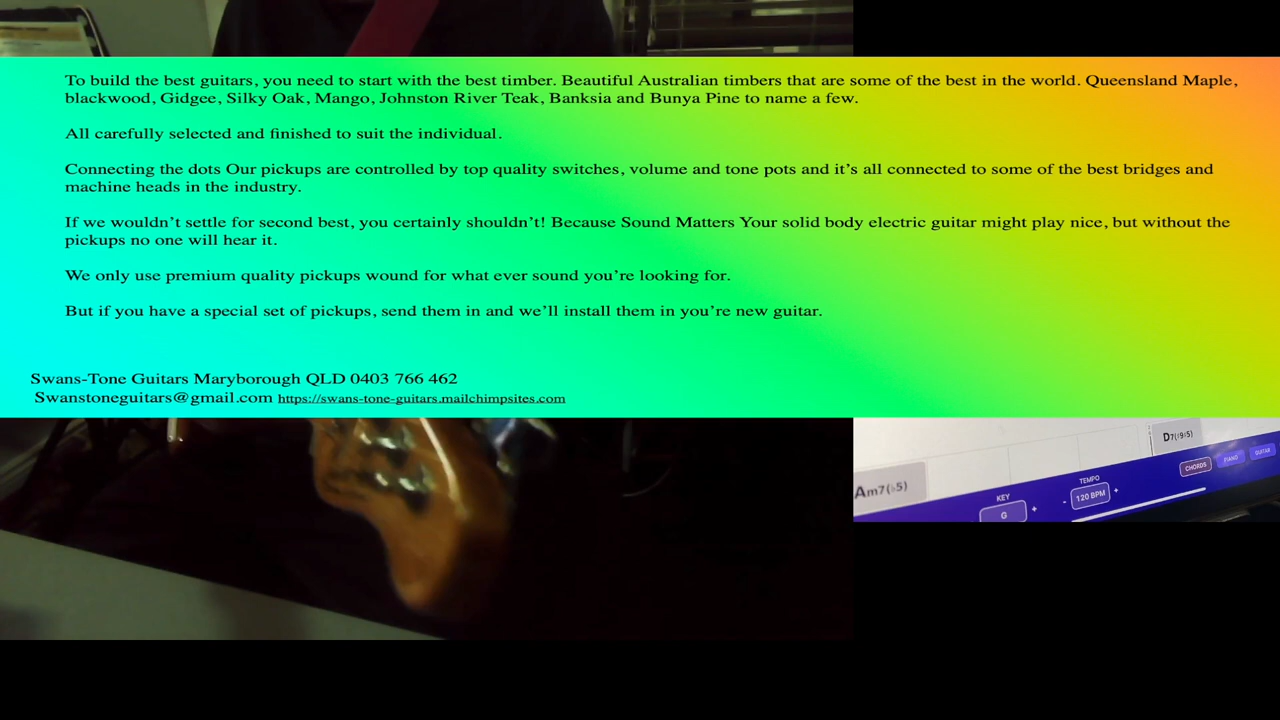 To build the best guitars, you need to start with the best timber. Beautiful Australian timbers that are some of the best in the world. Queensland Maple,
blackwood, Gidgee, Silky Oak, Mango, Johnston River Teak, Banksia and Bunya Pine to name a few.
All carefully selected and finished to suit the individual.
Connecting the dots Our pickups are controlled by top quality switches, volume and tone pots and it’s all connected to some of the best bridges and
machine heads in the industry.
If we wouldn’t settle for second best, you certainly shouldn’t! Because Sound Matters Your solid body electric guitar might play nice, but without the
pickups no one will hear it.
We only use premium quality pickups wound for what ever sound you’re looking for.
But if you have a special set of pickups, send them in and we’ll install them in you’re new guitar.
Swans-Tone Guitars Maryborough QLD 0403 766 462
Swanstoneguitars@gmail.com https://swans-tone-guitars.mailchimpsites.com
Am7(♭5)
D7(♯9♯5)
KEY
G +
TEMPO
- 120 BPM +
CHORDS
PIANO
GUITAR